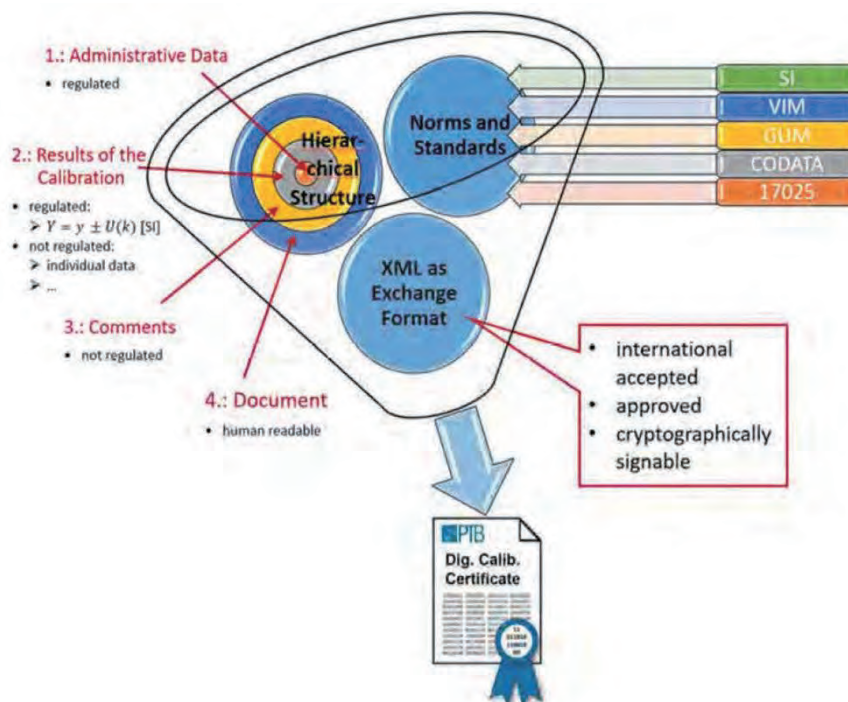 1.: Administrative Data
• regulated
2.: Results of the
Calibration
• regulated:
➢ Y = y ± U(k) [SI]
• not regulated:
➢ individual data
➢ ...
3.: Comments
• not regulated
4.: Document
• human readable
Hierar-
chical
Structure
Norms and
Standards
XML as
Exchange
Format
SI
VIM
GUM
CODATA
17025
• international
accepted
• approved
• cryptographically
signable
PTB
Dig. Calib.
Certificate